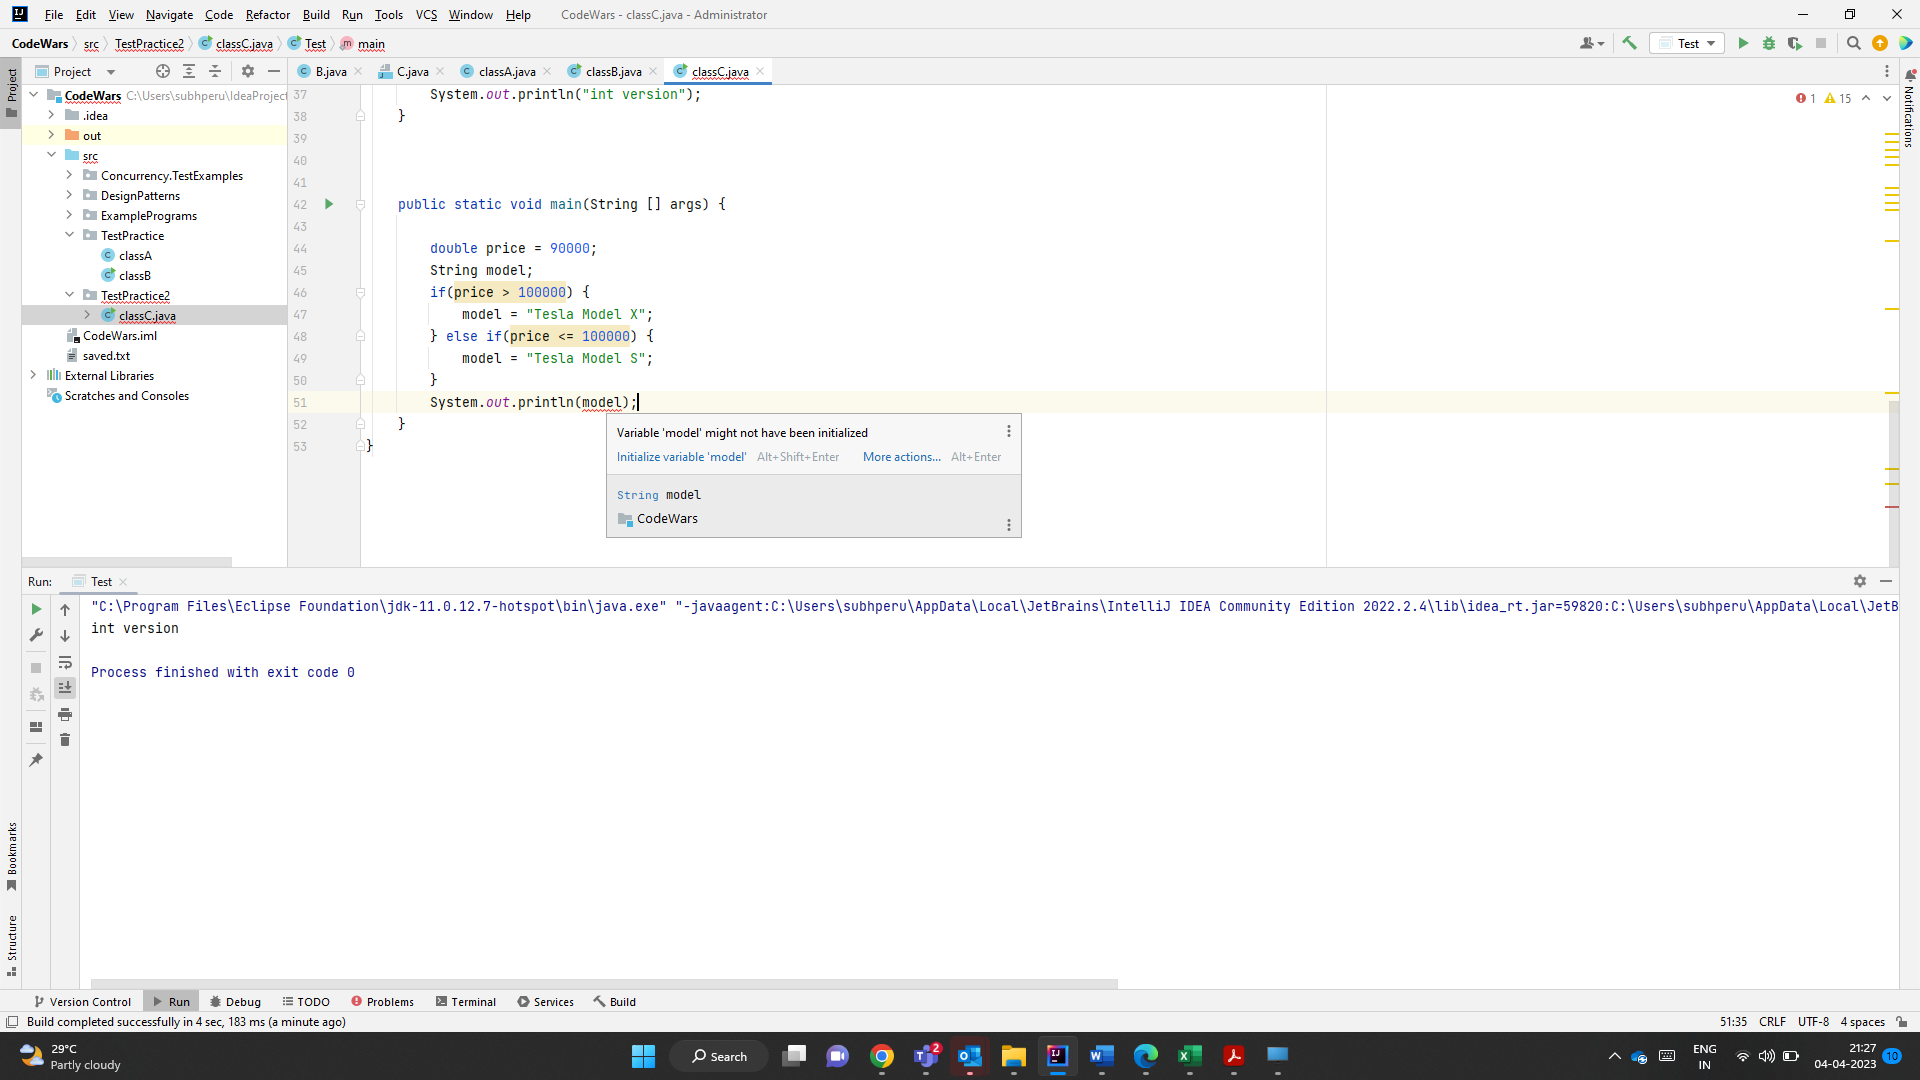 File Edit View Navigate Code Refactor Build Run Tools VCS Window Help CodeWars - classC.java - Administrator
CodeWars src TestPractice2 classC.java Test main Test
Project
Project
B.java C.java classA.java classB.java classC.java
Notifications
CodeWars C:\Users\subhperu\IdeaProject
.idea
out
src
Concurrency.TestExamples
DesignPatterns
ExamplePrograms
TestPractice
classA
classB
TestPractice2
classC.java
CodeWars.iml
saved.txt
External Libraries
Scratches and Consoles
1 15
37 System.out.println("int version");
38 }
39
40
41
42 public static void main(String [] args) {
43
44 double price = 90000;
45 String model;
46 if(price > 100000) {
47 model = "Tesla Model X";
48 } else if(price <= 100000) {
49 model = "Tesla Model S";
50 }
51 System.out.println(model);
52 }
53 }
Variable 'model' might not have been initialized
Initialize variable 'model' Alt+Shift+Enter More actions... Alt+Enter
String model
CodeWars
Run: Test
"C:\Program Files\Eclipse Foundation\jdk-11.0.12.7-hotspot\bin\java.exe" "-javaagent:C:\Users\subhperu\AppData\Local\JetBrains\IntelliJ IDEA Community Edition 2022.2.4\lib\idea_rt.jar=59820:C:\Users\subhperu\AppData\Local\JetB
int version
Process finished with exit code 0
Bookmarks
Structure
Version Control Run Debug TODO Problems Terminal Services Build
Build completed successfully in 4 sec, 183 ms (a minute ago) 51:35 CRLF UTF-8 4 spaces
29°C
Partly cloudy
Search
2
ENG
IN
21:27
04-04-2023
10